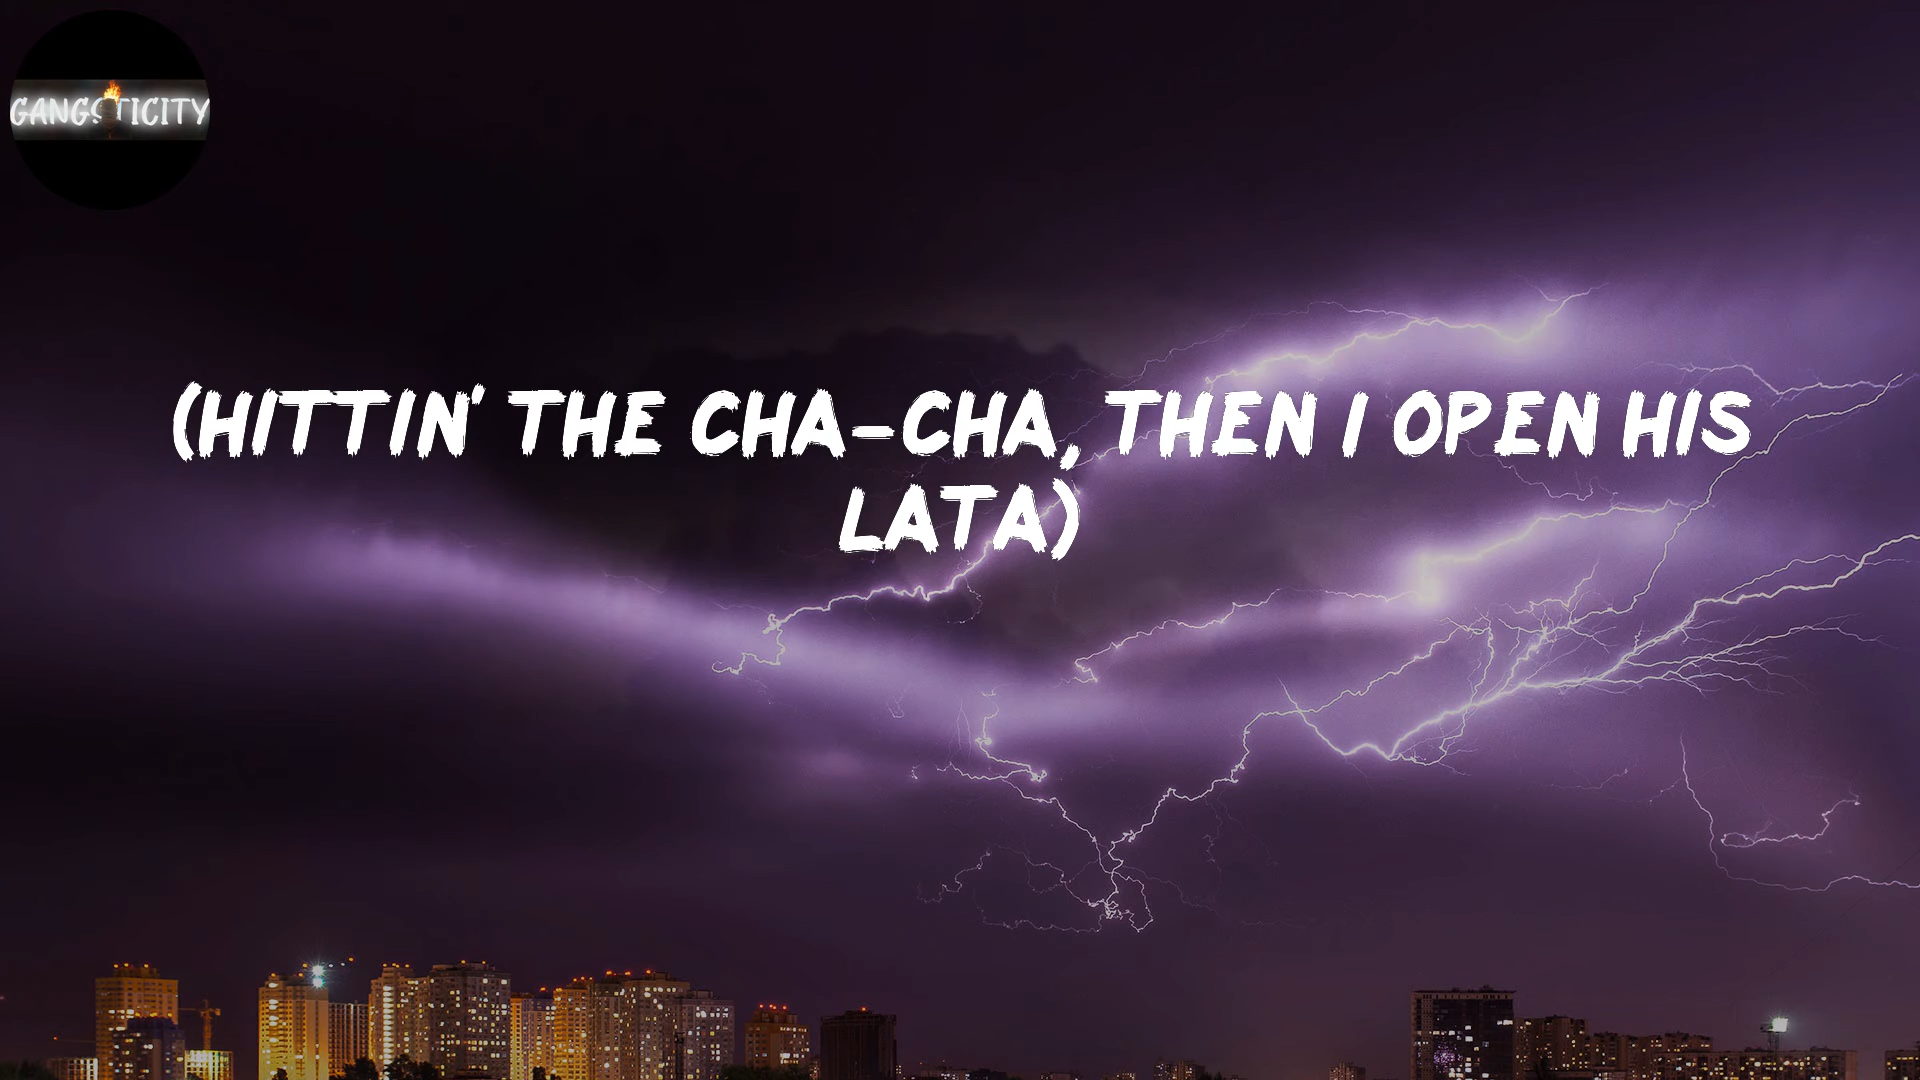 GANGSTICITY
(HITTIN' THE CHA-CHA, THEN I OPEN HIS
LATA)